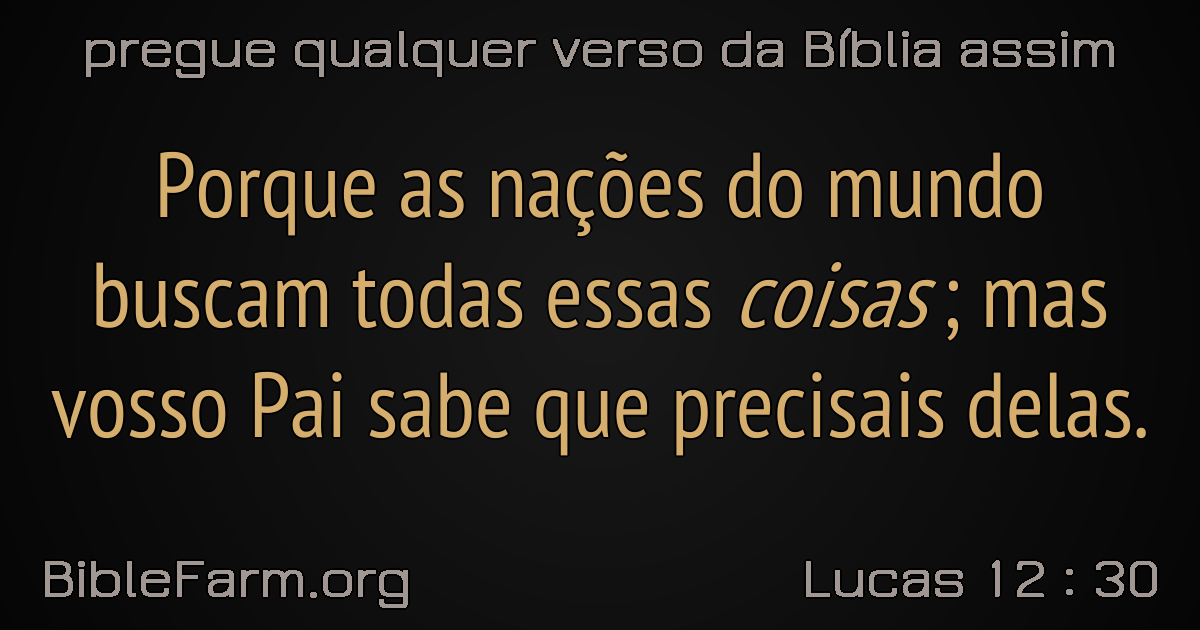 pregue qualquer verso da Bíblia assim
Porque as nações do mundo
buscam todas essas coisas; mas
vosso Pai sabe que precisais delas.
BibleFarm.org
Lucas 12 : 30